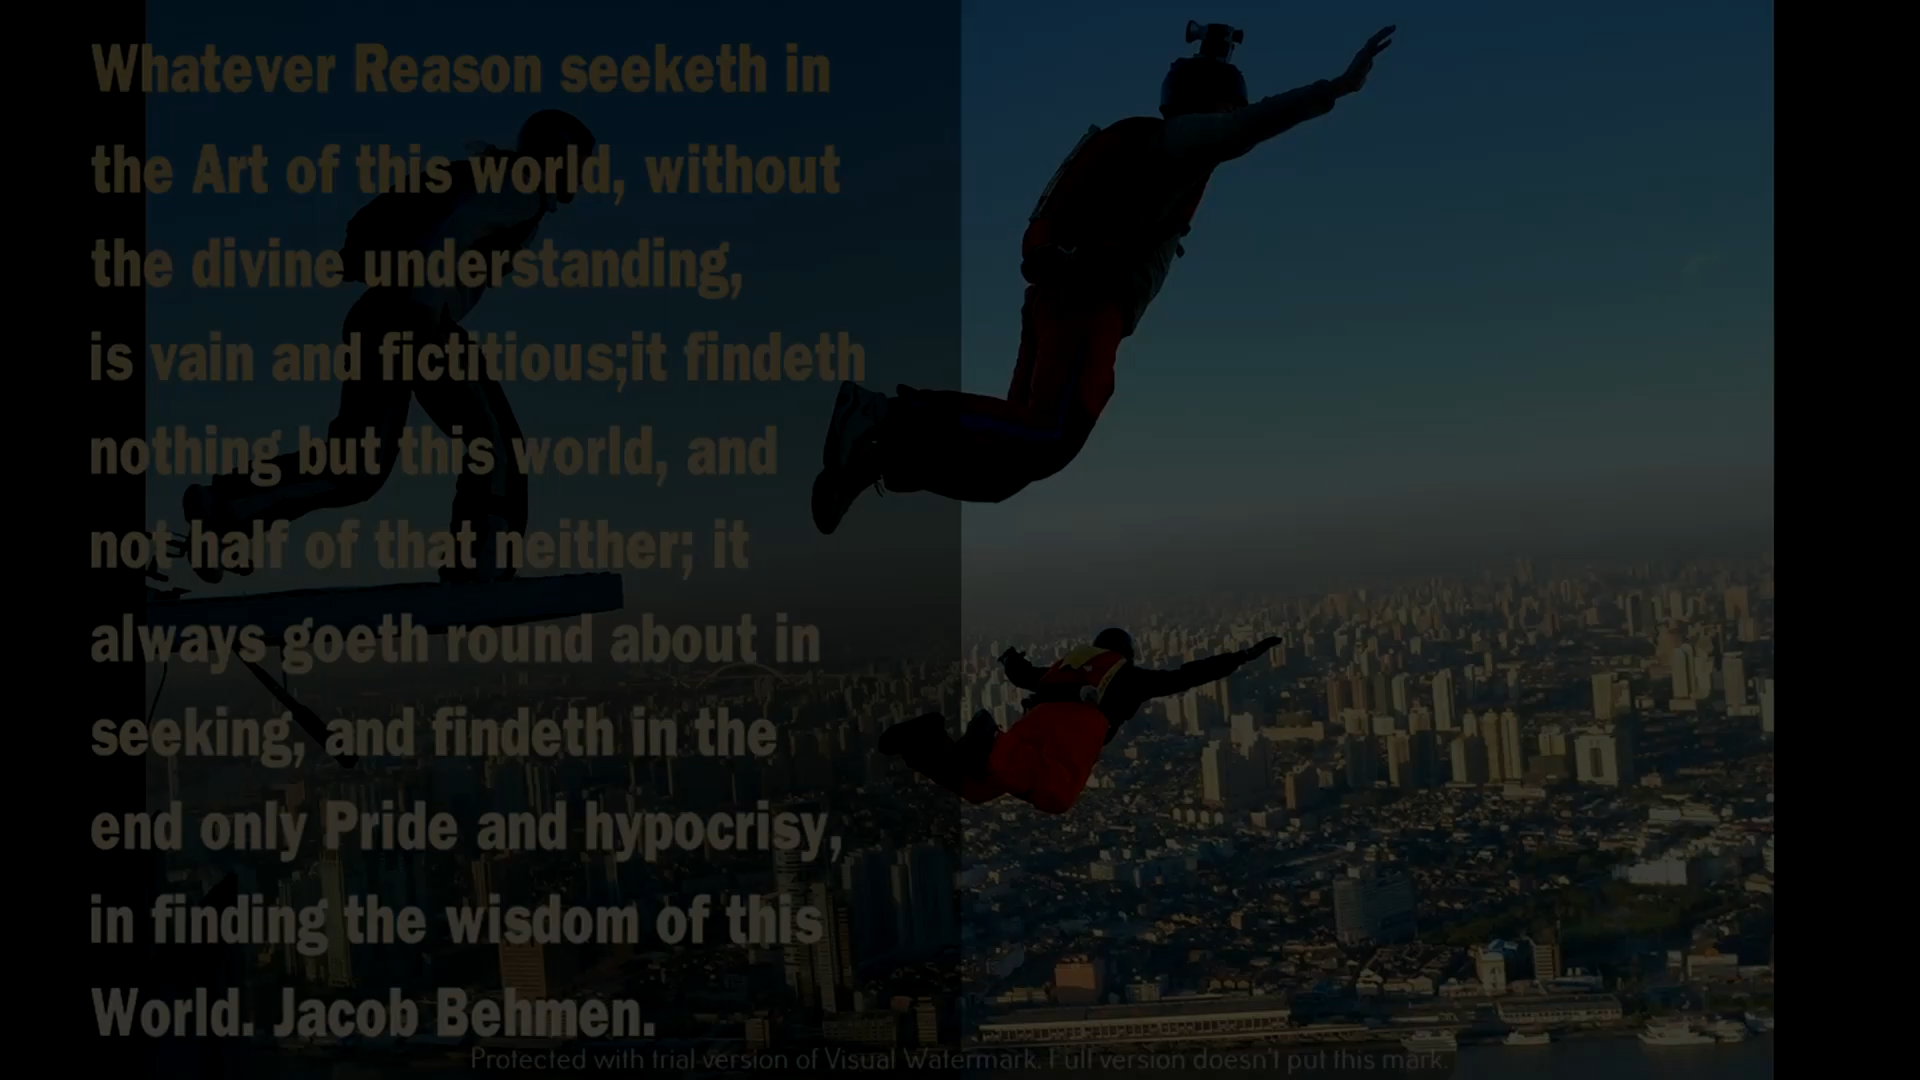 Whatever Reason seeketh in
the Art of this world, without
the divine understanding,
is vain and fictitious;it findeth
nothing but this world, and
not half of that neither; it
always goeth round about in
seeking, and findeth in the
end only Pride and hypocrisy,
in finding the wisdom of this
World. Jacob Behmen.
Protected with trial version of Visual Watermark. Full version doesn't put this mark.